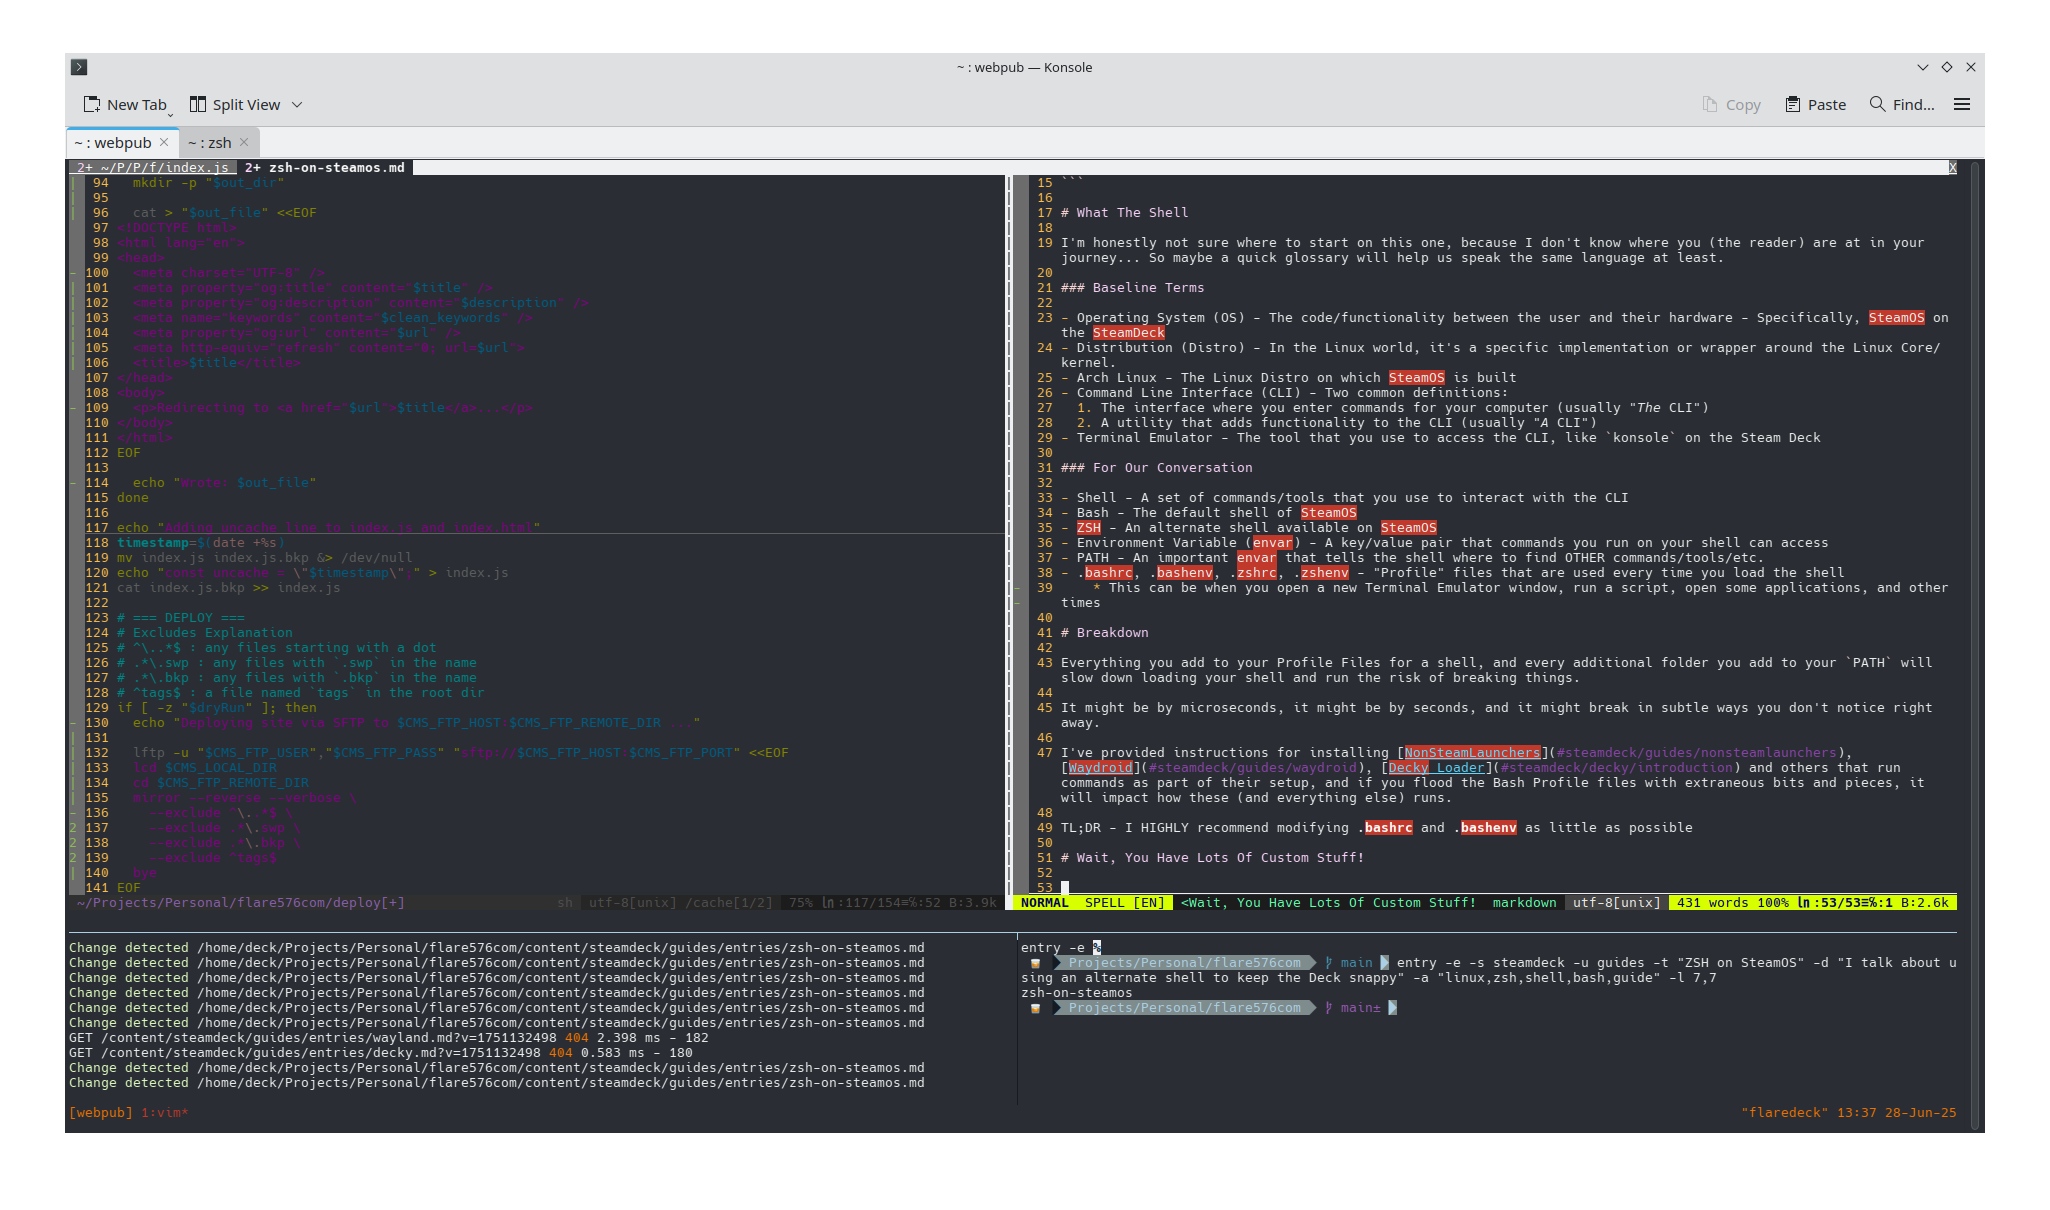 ~ : webpub — Konsole
New Tab Split View Copy Paste Find...
~ : webpub ~ : zsh
2+ ~/P/P/f/index.js 2+ zsh-on-steamos.md X
94 mkdir -p "$out_dir"
95
96 cat > "$out_file" <<EOF
97 <!DOCTYPE html>
98 <html lang="en">
99 <head>
100 <meta charset="UTF-8" />
101 <meta property="og:title" content="$title" />
102 <meta property="og:description" content="$description" />
103 <meta name="keywords" content="$clean_keywords" />
104 <meta property="og:url" content="$url" />
105 <meta http-equiv="refresh" content="0; url=$url">
106 <title>$title</title>
107 </head>
108 <body>
109 <p>Redirecting to <a href="$url">$title</a>...</p>
110 </body>
111 </html>
112 EOF
113
114 echo "Wrote: $out_file"
115 done
116
117 echo "Adding uncache line to index.js and index.html"
118 timestamp=$(date +%s)
119 mv index.js index.js.bkp &> /dev/null
120 echo "const uncache = \"$timestamp\";" > index.js
121 cat index.js.bkp >> index.js
122
123 # === DEPLOY ===
124 # Excludes Explanation
125 # ^\..*$ : any files starting with a dot
126 # .*\.swp : any files with `.swp` in the name
127 # .*\.bkp : any files with `.bkp` in the name
128 # ^tags$ : a file named `tags` in the root dir
129 if [ -z "$dryRun" ]; then
130 echo "Deploying site via SFTP to $CMS_FTP_HOST:$CMS_FTP_REMOTE_DIR ..."
131
132 lftp -u "$CMS_FTP_USER","$CMS_FTP_PASS" "sftp://$CMS_FTP_HOST:$CMS_FTP_PORT" <<EOF
133 lcd $CMS_LOCAL_DIR
134 cd $CMS_FTP_REMOTE_DIR
135 mirror --reverse --verbose \
136 --exclude ^\..*$ \
2 137 --exclude .*\.swp \
2 138 --exclude .*\.bkp \
2 139 --exclude ^tags$
140 bye
141 EOF
~/Projects/Personal/flare576com/deploy[+] sh utf-8[unix] /cache[1/2] 75% ln:117/154≡℅:52 B:3.9k
15 ```
16
17 # What The Shell
18
19 I'm honestly not sure where to start on this one, because I don't know where you (the reader) are at in your
journey... So maybe a quick glossary will help us speak the same language at least.
20
21 ### Baseline Terms
22
23 - Operating System (OS) - The code/functionality between the user and their hardware - Specifically, SteamOS on
the SteamDeck
24 - Distribution (Distro) - In the Linux world, it's a specific implementation or wrapper around the Linux Core/
kernel.
25 - Arch Linux - The Linux Distro on which SteamOS is built
26 - Command Line Interface (CLI) - Two common definitions:
27 1. The interface where you enter commands for your computer (usually "The CLI")
28 2. A utility that adds functionality to the CLI (usually "A CLI")
29 - Terminal Emulator - The tool that you use to access the CLI, like `konsole` on the Steam Deck
30
31 ### For Our Conversation
32
33 - Shell - A set of commands/tools that you use to interact with the CLI
34 - Bash - The default shell of SteamOS
35 - ZSH - An alternate shell available on SteamOS
36 - Environment Variable (envar) - A key/value pair that commands you run on your shell can access
37 - PATH - An important envar that tells the shell where to find OTHER commands/tools/etc.
38 - .bashrc, .bashenv, .zshrc, .zshenv - "Profile" files that are used every time you load the shell
39 * This can be when you open a new Terminal Emulator window, run a script, open some applications, and other
times
40
41 # Breakdown
42
43 Everything you add to your Profile Files for a shell, and every additional folder you add to your `PATH` will
slow down loading your shell and run the risk of breaking things.
44
45 It might be by microseconds, it might be by seconds, and it might break in subtle ways you don't notice right
away.
46
47 I've provided instructions for installing [NonSteamLaunchers](#steamdeck/guides/nonsteamlaunchers),
[Waydroid](#steamdeck/guides/waydroid), [Decky Loader](#steamdeck/decky/introduction) and others that run
commands as part of their setup, and if you flood the Bash Profile files with extraneous bits and pieces, it
will impact how these (and everything else) runs.
48
49 TL;DR - I HIGHLY recommend modifying .bashrc and .bashenv as little as possible
50
51 # Wait, You Have Lots Of Custom Stuff!
52
53
NORMAL SPELL [EN] <Wait, You Have Lots Of Custom Stuff! markdown utf-8[unix] 431 words 100% ln:53/53≡℅:1 B:2.6k
Change detected /home/deck/Projects/Personal/flare576com/content/steamdeck/guides/entries/zsh-on-steamos.md
Change detected /home/deck/Projects/Personal/flare576com/content/steamdeck/guides/entries/zsh-on-steamos.md
Change detected /home/deck/Projects/Personal/flare576com/content/steamdeck/guides/entries/zsh-on-steamos.md
Change detected /home/deck/Projects/Personal/flare576com/content/steamdeck/guides/entries/zsh-on-steamos.md
Change detected /home/deck/Projects/Personal/flare576com/content/steamdeck/guides/entries/zsh-on-steamos.md
Change detected /home/deck/Projects/Personal/flare576com/content/steamdeck/guides/entries/zsh-on-steamos.md
GET /content/steamdeck/guides/entries/wayland.md?v=1751132498 404 2.398 ms - 182
GET /content/steamdeck/guides/entries/decky.md?v=1751132498 404 0.583 ms - 180
Change detected /home/deck/Projects/Personal/flare576com/content/steamdeck/guides/entries/zsh-on-steamos.md
Change detected /home/deck/Projects/Personal/flare576com/content/steamdeck/guides/entries/zsh-on-steamos.md
entry -e %
Projects/Personal/flare576com main entry -e -s steamdeck -u guides -t "ZSH on SteamOS" -d "I talk about u
sing an alternate shell to keep the Deck snappy" -a "linux,zsh,shell,bash,guide" -l 7,7
zsh-on-steamos
Projects/Personal/flare576com main±
[webpub] 1:vim* "flaredeck" 13:37 28-Jun-25